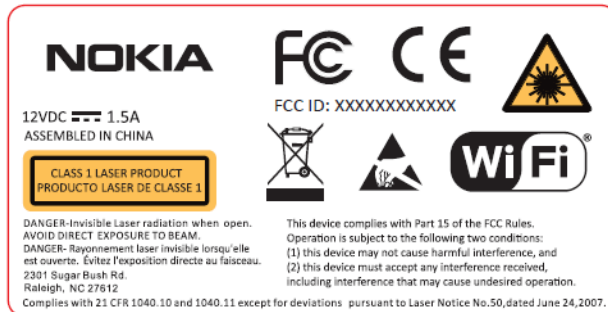 NOKIA
FC CE
FCC ID: XXXXXXXXXXXX
12VDC 1.5A
ASSEMBLED IN CHINA
CLASS 1 LASER PRODUCT
PRODUCTO LASER DE CLASSE 1
WiFi®
DANGER-Invisible Laser radiation when open.
AVOID DIRECT EXPOSURE TO BEAM.
DANGER- Rayonnement laser invisible lorsqu'elle
est ouverte. Évitez l'exposition directe au faisceau.
2301 Sugar Bush Rd.
Raleigh, NC 27612
This device complies with Part 15 of the FCC Rules.
Operation is subject to the following two conditions:
(1) this device may not cause harmful interference, and
(2) this device must accept any interference received,
including interference that may cause undesired operation.
Complies with 21 CFR 1040.10 and 1040.11 except for deviations pursuant to Laser Notice No.50,dated June 24,2007.